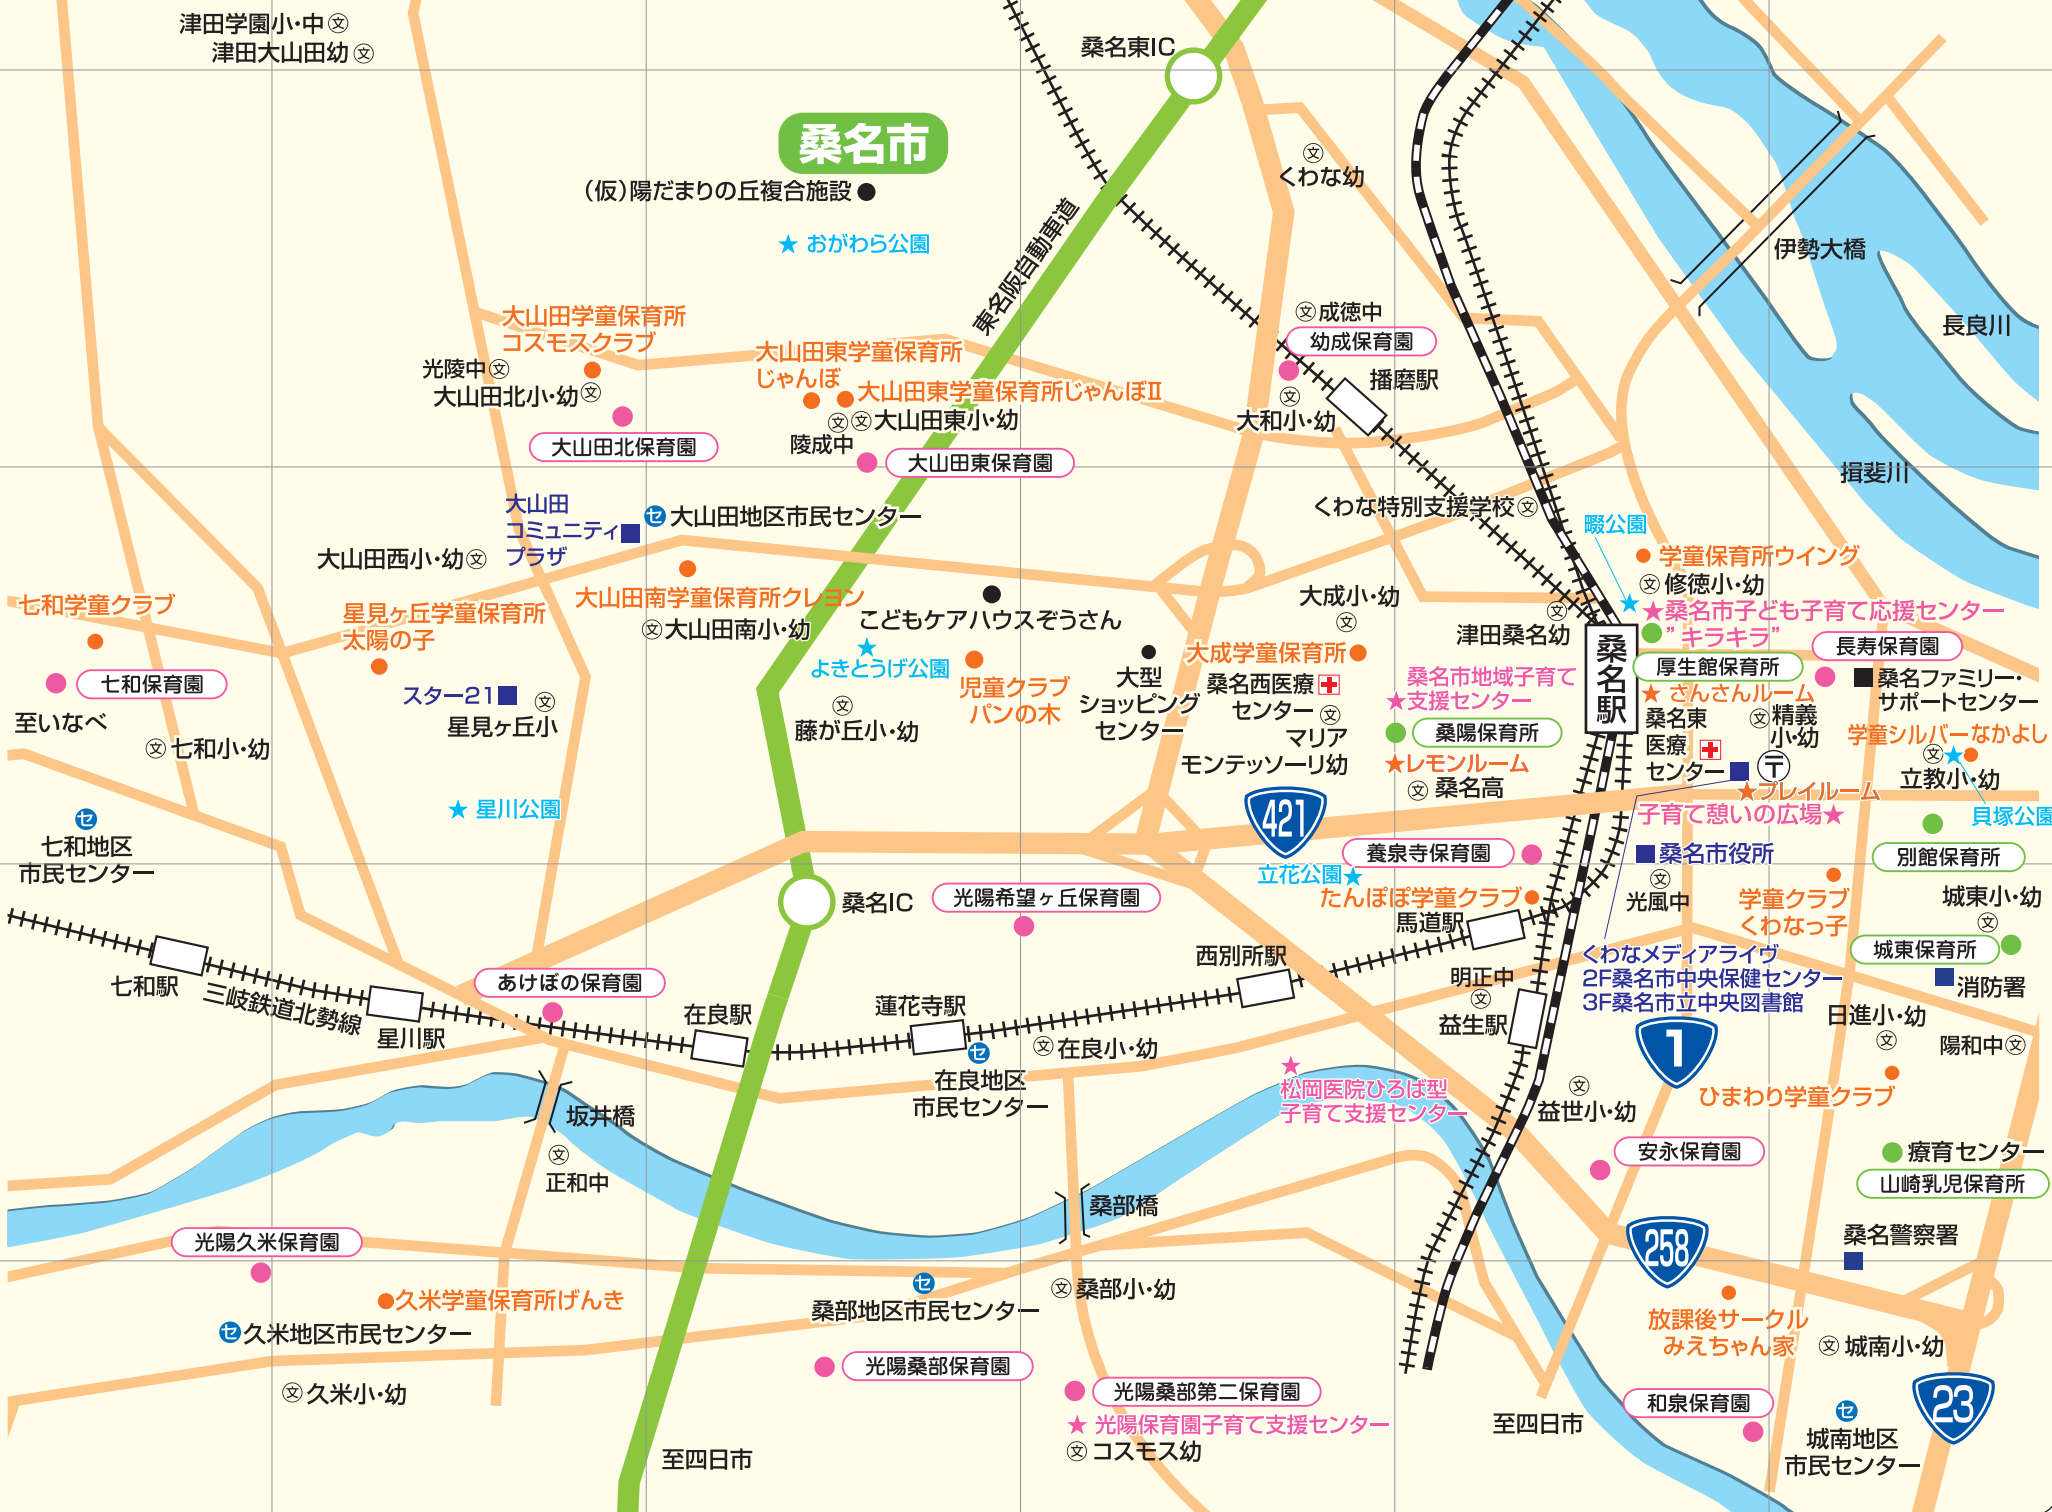 津田学園小・中 文
津田大山田幼 文
桑名東IC
桑名市
(仮)陽だまりの丘複合施設
★ おがわら公園
東名阪自動車道
文
くわな幼
伊勢大橋
長良川
揖斐川
大山田学童保育所
コスモスクラブ
光陵中 文
大山田北小・幼 文
大山田北保育園
大山田東学童保育所
じゃんぼ
大山田東学童保育所じゃんぼⅡ
文 文 大山田東小・幼
陵成中
大山田東保育園
文 成徳中
幼成保育園
播磨駅
文
大和小・幼
くわな特別支援学校 文
大山田
コミュニティ
プラザ
セ 大山田地区市民センター
大山田西小・幼 文
大山田南学童保育所クレヨン
文 大山田南小・幼
七和学童クラブ
七和保育園
至いなべ
文 七和小・幼
星見ヶ丘学童保育所
太陽の子
スター21
文
星見ヶ丘小
こどもケアハウスぞうさん
★
よきとうげ公園
児童クラブ
パンの木
文
藤が丘小・幼
大型
ショッピング
センター
大成小・幼
文
大成学童保育所
桑名西医療
センター 文
マリア
モンテッソーリ幼
畷公園
★
学童保育所ウイング
文 修徳小・幼
文
津田桑名幼
桑名駅
★桑名市子ども子育て応援センター
”キラキラ”
厚生館保育所
長寿保育園
★ さんさんルーム
桑名ファミリー・
サポートセンター
桑名市地域子育て
★支援センター
桑陽保育所
★レモンルーム
文 桑名高
桑名東
医療
センター
文 精義
小・幼
〒
学童シルバーなかよし
文 ★
立教小・幼
貝塚公園
★プレイルーム
子育て憩いの広場★
別館保育所
セ
七和地区
市民センター
★ 星川公園
421
養泉寺保育園
立花公園★
たんぽぽ学童クラブ
桑名市役所
文
光風中
学童クラブ
くわなっ子
城東小・幼
文
城東保育所
消防署
桑名IC
光陽希望ヶ丘保育園
馬道駅
西別所駅
七和駅
三岐鉄道北勢線
星川駅
あけぼの保育園
在良駅
蓮花寺駅
セ
在良地区
市民センター
文 在良小・幼
明正中
文
益生駅
くわなメディアライヴ
2F桑名市中央保健センター
3F桑名市立中央図書館
1
日進小・幼
文
陽和中 文
ひまわり学童クラブ
★
松岡医院ひろば型
子育て支援センター
文
益世小・幼
坂井橋
文
正和中
安永保育園
療育センター
山崎乳児保育所
桑部橋
桑名警察署
光陽久米保育園
久米学童保育所げんき
セ 久米地区市民センター
文 久米小・幼
セ
桑部地区市民センター
文 桑部小・幼
光陽桑部保育園
258
放課後サークル
みえちゃん家
文 城南小・幼
光陽桑部第二保育園
★ 光陽保育園子育て支援センター
文 コスモス幼
至四日市
至四日市
和泉保育園
セ
城南地区
市民センター
23